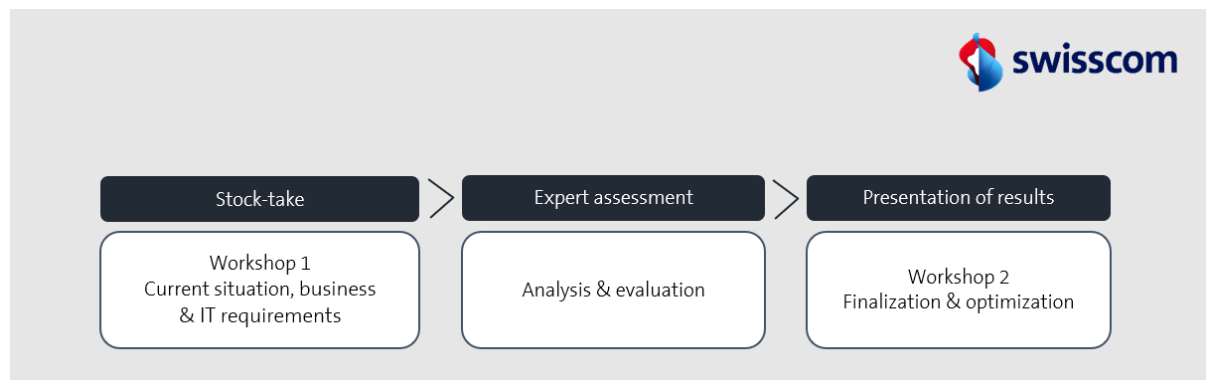 swisscom
Stock-take
Expert assessment
Presentation of results
Workshop 1
Current situation, business
& IT requirements
Analysis & evaluation
Workshop 2
Finalization & optimization